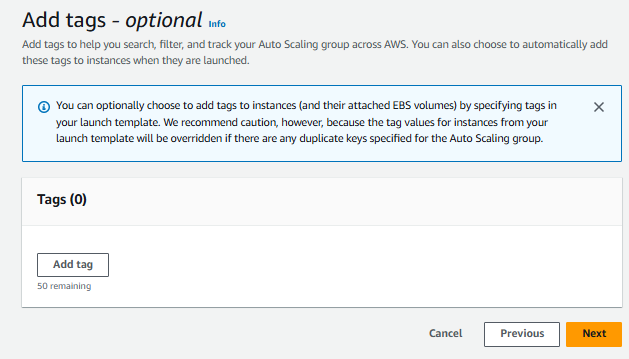 Add tags - optional Info
Add tags to help you search, filter, and track your Auto Scaling group across AWS. You can also choose to automatically add
these tags to instances when they are launched.
You can optionally choose to add tags to instances (and their attached EBS volumes) by specifying tags in
your launch template. We recommend caution, however, because the tag values for instances from your
launch template will be overridden if there are any duplicate keys specified for the Auto Scaling group.
Tags (0)
Add tag
50 remaining
Cancel Previous Next